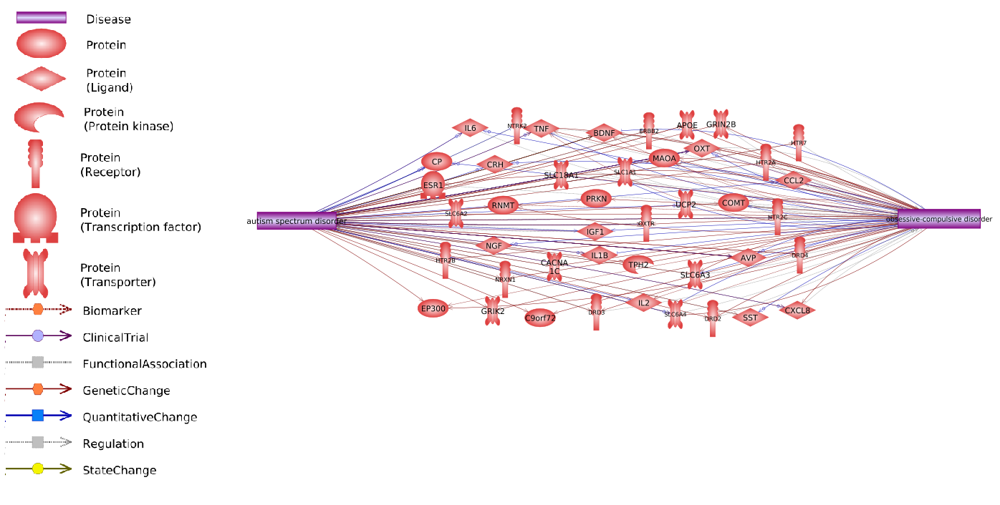 Disease
Protein
Protein
(Ligand)
Protein
(Protein kinase)
Protein
(Receptor)
Protein
(Transcription factor)
Protein
(Transporter)
Biomarker
ClinicalTrial
FunctionalAssociation
GeneticChange
QuantitativeChange
Regulation
StateChange
IL6
NTRK2
TNF
BDNF
ERBB2
APOE
GRIN2B
HTR7
CP
CRH
MAOA
OXT
HTR2A
ESR1
SLC18A1
SLC1A1
CCL2
SLC6A2
RNMT
PRKN
UCP2
COMT
HTR2C
autism spectrum disorder
obsessive-compulsive disorder
OXTR
IGF1
NGF
HTR2B
IL1B
CACNA
1C
TPH2
AVP
DRD4
NRXN1
SLC6A3
EP300
GRIK2
C9orf72
DRD3
IL2
SLC6A4
DRD2
SST
CXCL8